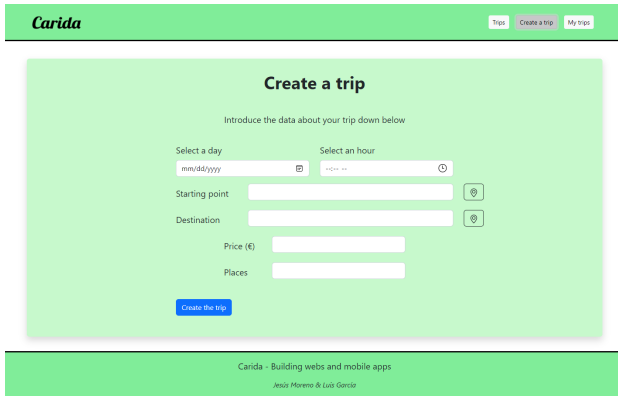 Carida
Trips Create a trip My trips
Create a trip
Introduce the data about your trip down below
Select a day Select an hour
mm/dd/yyyy --:-- --
Starting point
Destination
Price (€)
Places
Create the trip
Carida - Building webs and mobile apps
Jesús Moreno & Luis García